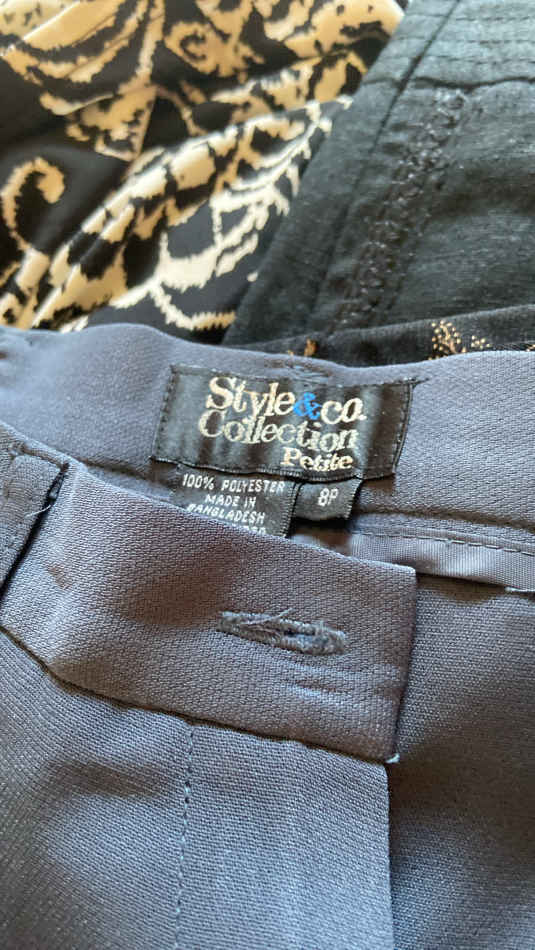 Style&co.
Collection
Petite
100% POLYESTER
MADE IN
BANGLADESH
8P